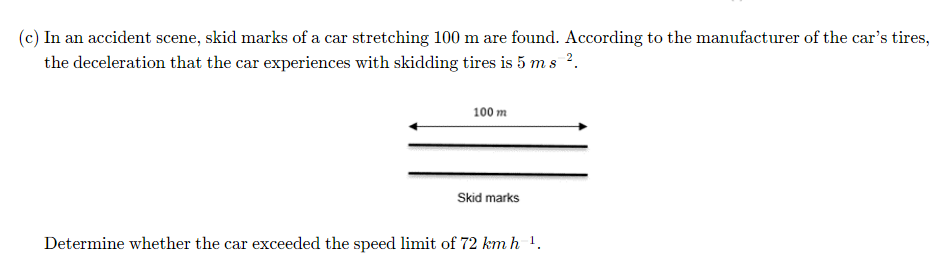 (c) In an accident scene, skid marks of a car stretching 100 m are found. According to the manufacturer of the car's tires,
the deceleration that the car experiences with skidding tires is 5 m s ².
100 m
Skid marks
Determine whether the car exceeded the speed limit of 72 km h ¹.